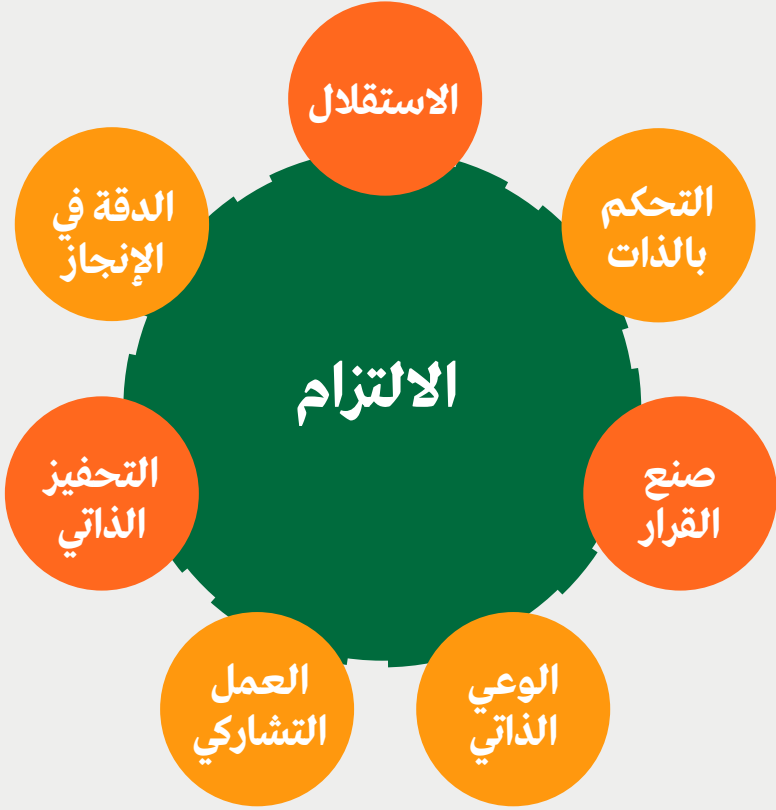 الاستقلال
التحكم
بالذات
صنع
القرار
الوعي
الذاتي
العمل
التشاركي
التحفيز
الذاتي
الدقة في
الإنجاز
الالتزام